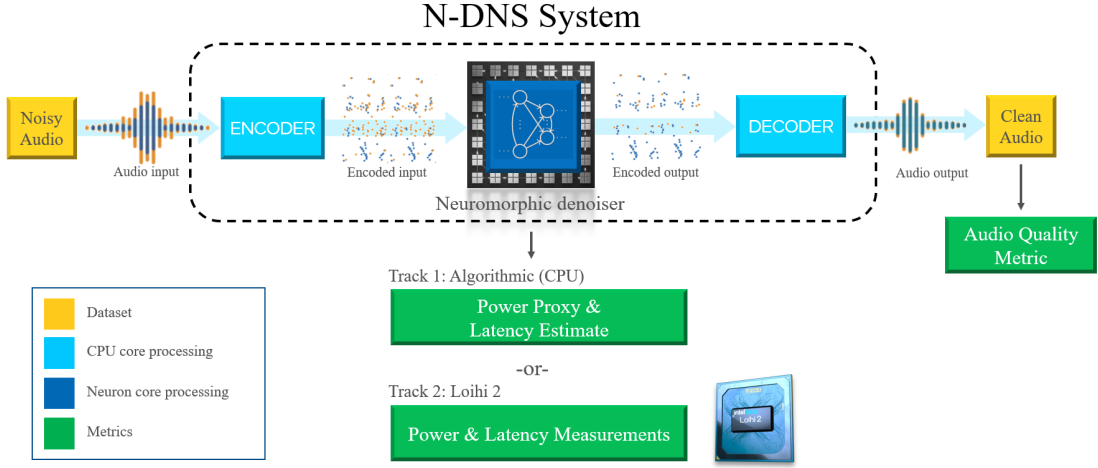 N-DNS System
Noisy
Audio
Audio input
ENCODER
Encoded input
Neuromorphic denoiser
Encoded output
DECODER
Audio output
Clean
Audio
Audio Quality
Metric
Track 1: Algorithmic (CPU)
Power Proxy &
Latency Estimate
-or-
Track 2: Loihi 2
Power & Latency Measurements
intel
Loihi 2
Dataset
CPU core processing
Neuron core processing
Metrics